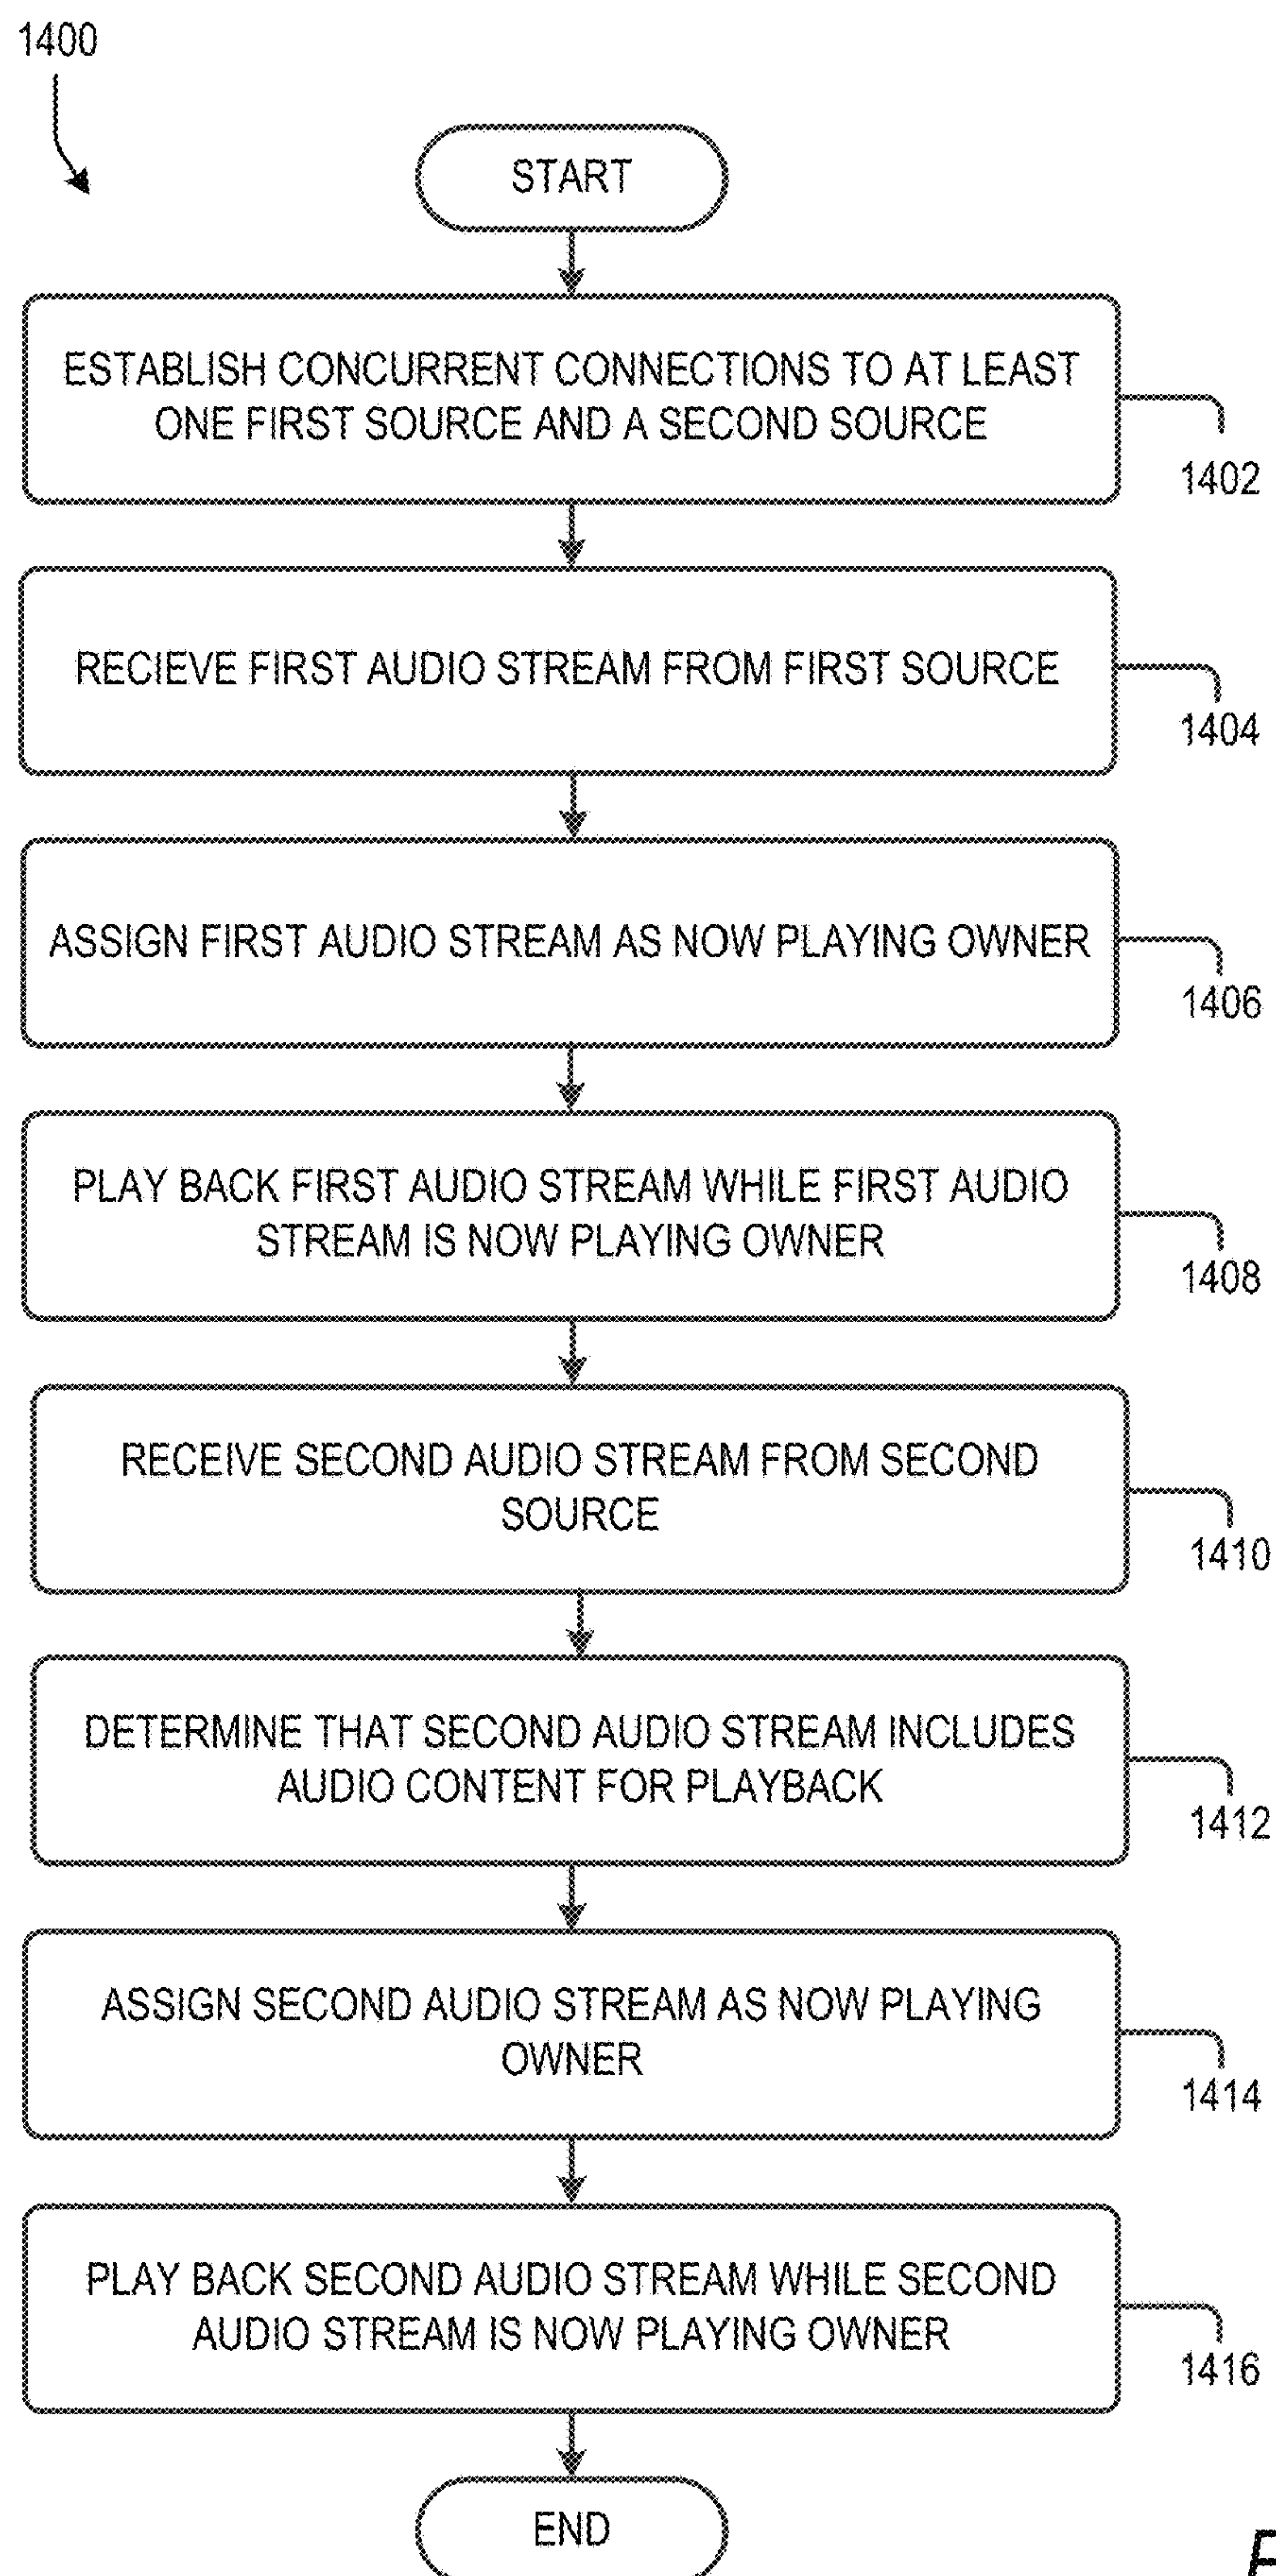 1400
START
ESTABLISH CONCURRENT CONNECTIONS TO AT LEAST
ONE FIRST SOURCE AND A SECOND SOURCE
1402
RECIEVE FIRST AUDIO STREAM FROM FIRST SOURCE
1404
ASSIGN FIRST AUDIO STREAM AS NOW PLAYING OWNER
1406
PLAY BACK FIRST AUDIO STREAM WHILE FIRST AUDIO
STREAM IS NOW PLAYING OWNER
1408
RECEIVE SECOND AUDIO STREAM FROM SECOND
SOURCE
1410
DETERMINE THAT SECOND AUDIO STREAM INCLUDES
AUDIO CONTENT FOR PLAYBACK
1412
ASSIGN SECOND AUDIO STREAM AS NOW PLAYING
OWNER
1414
PLAY BACK SECOND AUDIO STREAM WHILE SECOND
AUDIO STREAM IS NOW PLAYING OWNER
1416
END